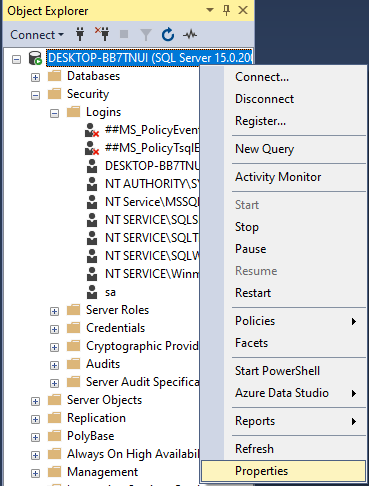 Object Explorer
Connect
DESKTOP-BB7TNUI (SQL Server 15.0.20
Databases
Security
Logins
##MS_PolicyEven
##MS_PolicyTsqlE
DESKTOP-BB7TNU
NT AUTHORITY\SY
NT Service\MSSQ
NT SERVICE\SQLS
NT SERVICE\SQLT
NT SERVICE\SQLW
NT SERVICE\Winm
sa
Server Roles
Credentials
Cryptographic Provid
Audits
Server Audit Specifica
Server Objects
Replication
PolyBase
Always On High Availabi
Management
Connect...
Disconnect
Register...
New Query
Activity Monitor
Start
Stop
Pause
Resume
Restart
Policies
Facets
Start PowerShell
Azure Data Studio
Reports
Refresh
Properties